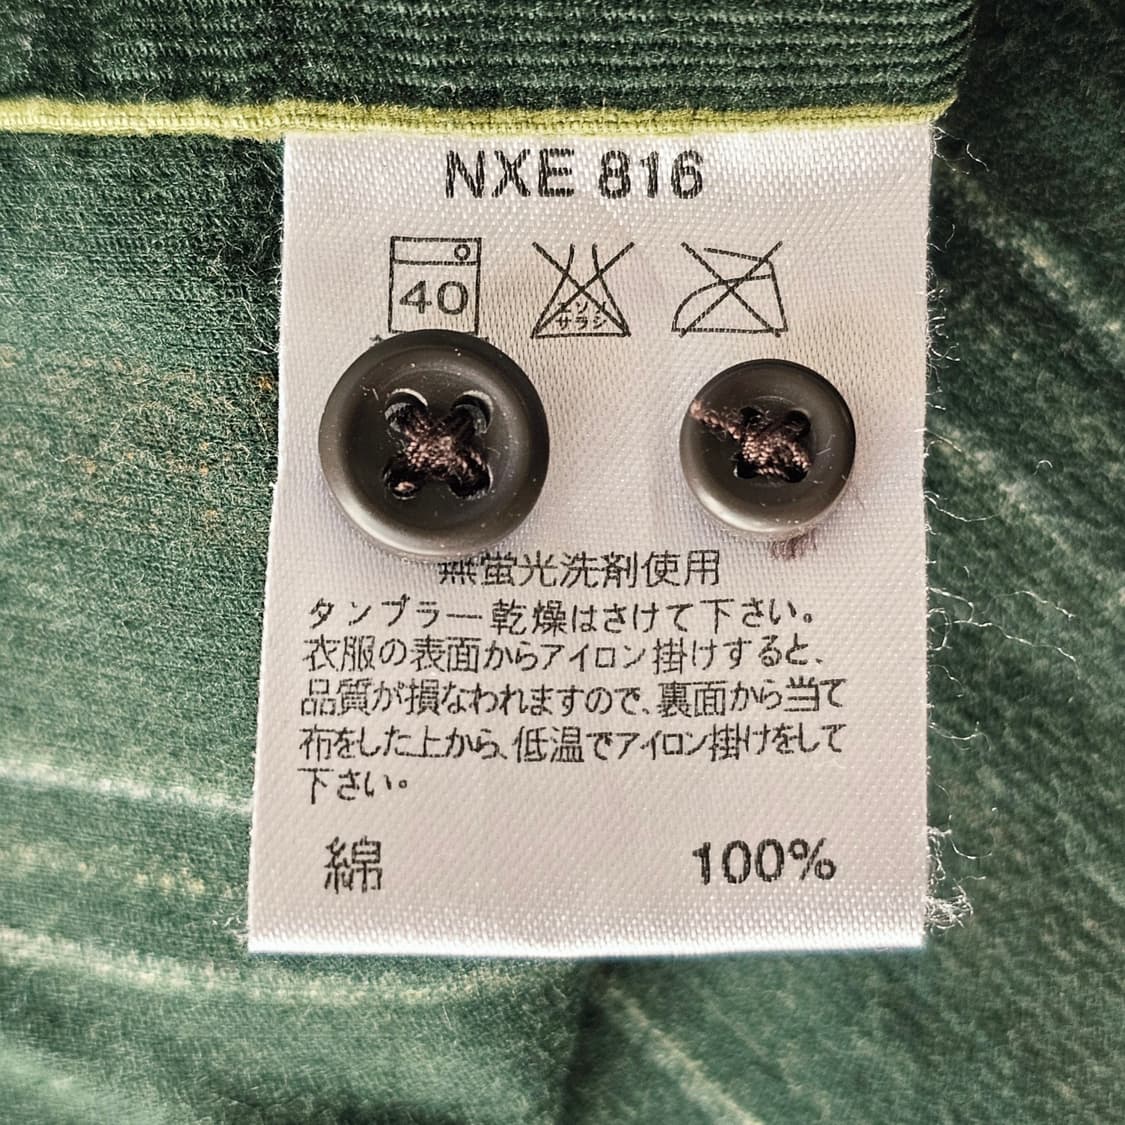 NXE 816
40
エンソ
サラシ
無蛍光洗剤使用
タンブラー乾燥はさけて下さい。
衣服の表面からアイロン掛けすると、
品質が損なわれますので、裏面から当て
布をした上から、低温でアイロン掛けをして
下さい。
綿 100%